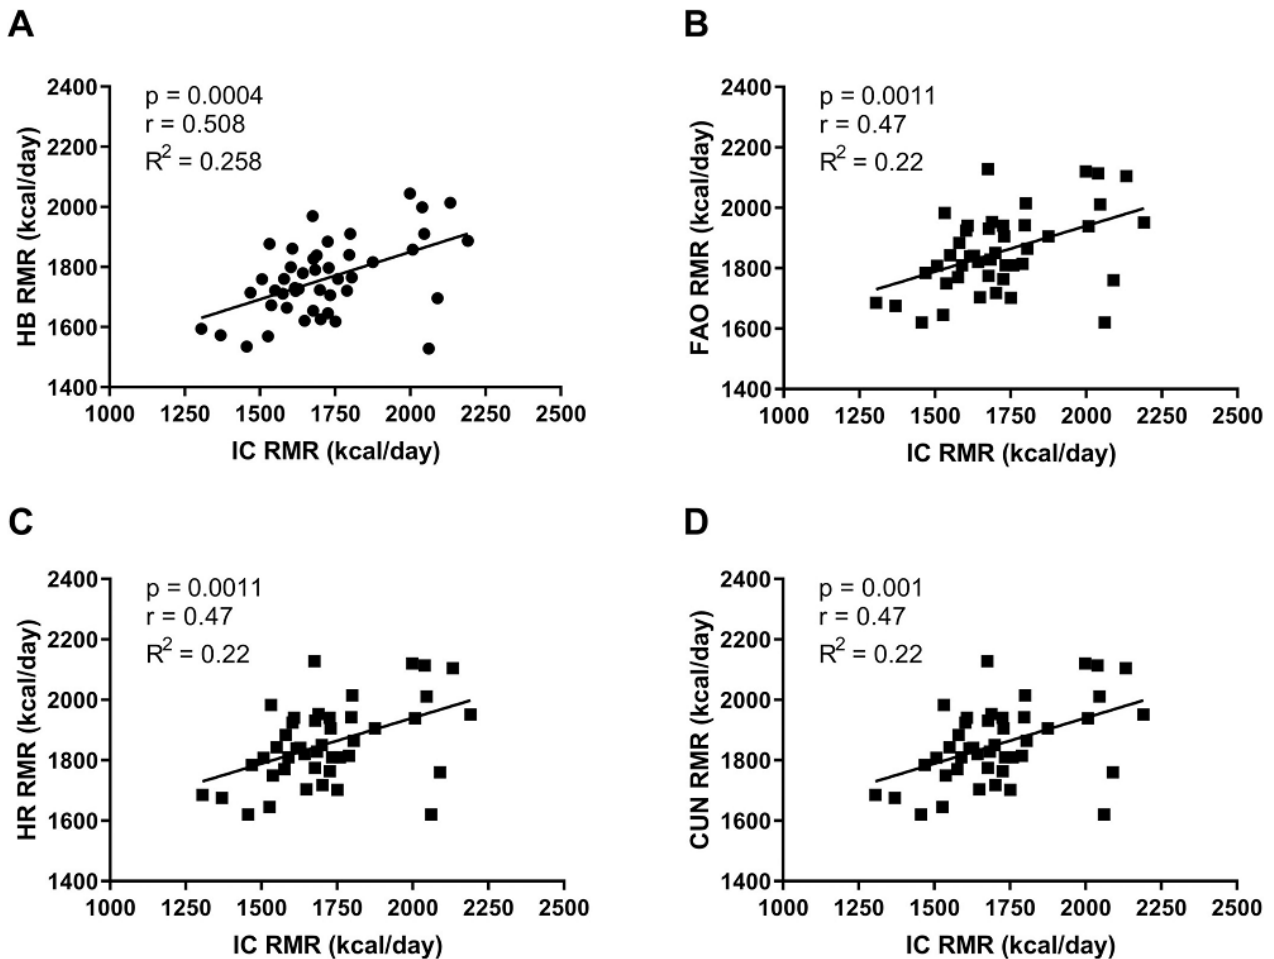 A
p = 0.0004
r = 0.508
R² = 0.258
HB RMR (kcal/day)
2400
2200
2000
1800
1600
1400
1000 1250 1500 1750 2000 2250 2500
IC RMR (kcal/day)
B
p = 0.0011
r = 0.47
R² = 0.22
FAO RMR (kcal/day)
2400
2200
2000
1800
1600
1400
1000 1250 1500 1750 2000 2250 2500
IC RMR (kcal/day)
C
p = 0.0011
r = 0.47
R² = 0.22
HR RMR (kcal/day)
2400
2200
2000
1800
1600
1400
1000 1250 1500 1750 2000 2250 2500
IC RMR (kcal/day)
D
p = 0.001
r = 0.47
R² = 0.22
CUN RMR (kcal/day)
2400
2200
2000
1800
1600
1400
1000 1250 1500 1750 2000 2250 2500
IC RMR (kcal/day)